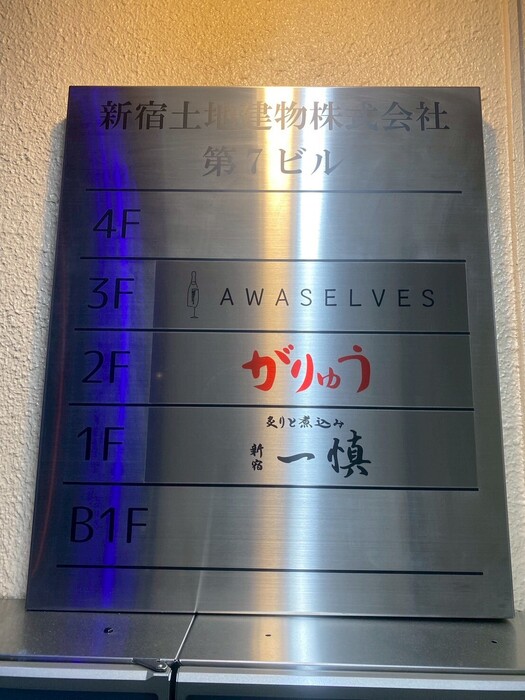 新宿土地建物株式会社
第7ビル
4F
3F AWASELVES
2F がりゅう
炙りと煮込み
1F 新宿 一慎
B1F